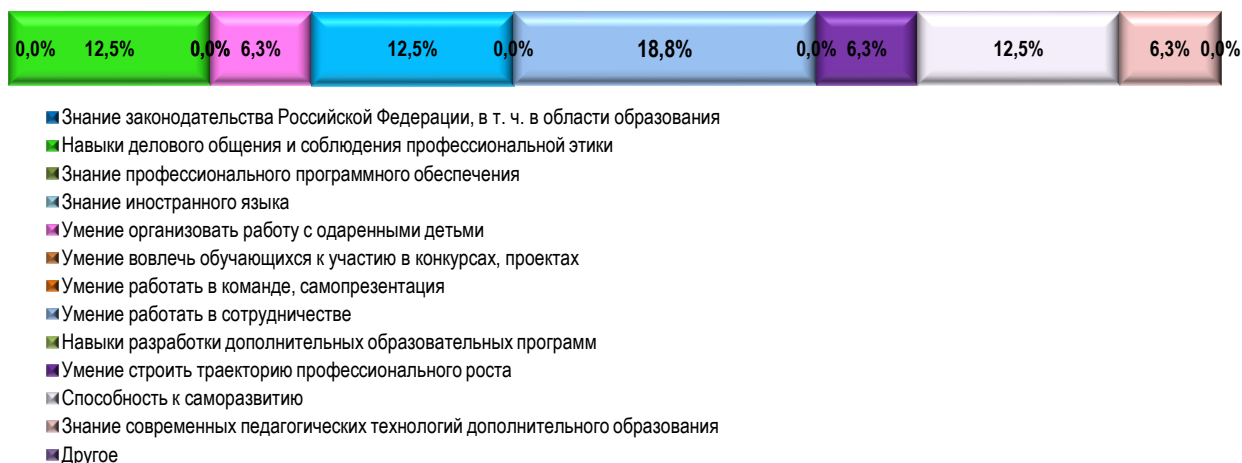 0,0% 12,5% 0,0% 6,3% 12,5% 0,0% 18,8% 0,0% 6,3% 12,5% 6,3% 0,0%
Знание законодательства Российской Федерации, в т. ч. в области образования
Навыки делового общения и соблюдения профессиональной этики
Знание профессионального программного обеспечения
Знание иностранного языка
Умение организовать работу с одаренными детьми
Умение вовлечь обучающихся к участию в конкурсах, проектах
Умение работать в команде, самопрезентация
Умение работать в сотрудничестве
Навыки разработки дополнительных образовательных программ
Умение строить траекторию профессионального роста
Способность к саморазвитию
Знание современных педагогических технологий дополнительного образования
Другое